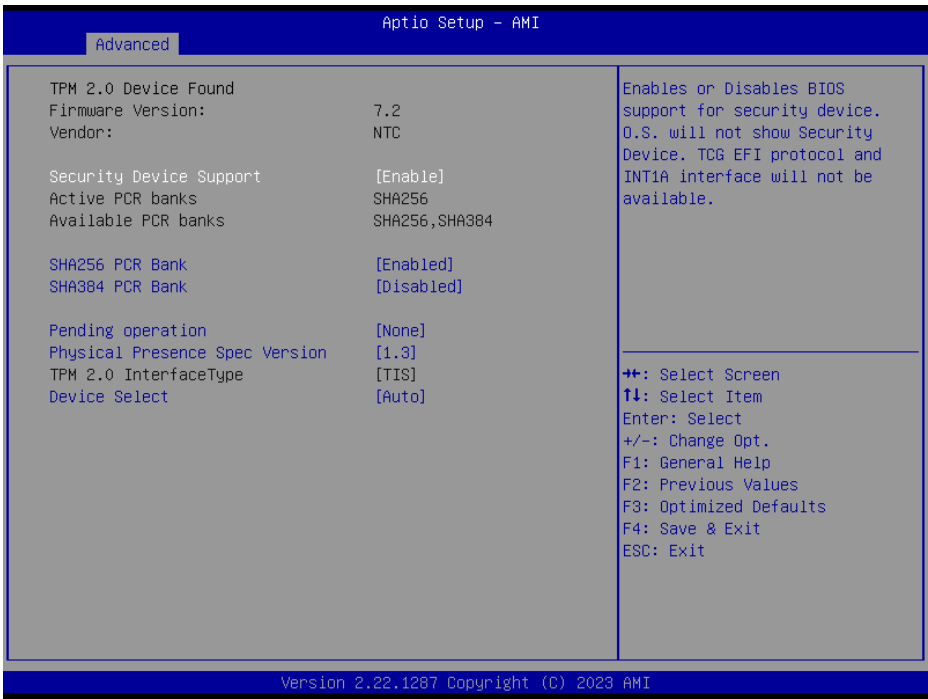 Aptio Setup - AMI
Advanced
TPM 2.0 Device Found
Firmware Version: 7.2
Vendor: NTC
Security Device Support [Enable]
Active PCR banks SHA256
Available PCR banks SHA256,SHA384
SHA256 PCR Bank [Enabled]
SHA384 PCR Bank [Disabled]
Pending operation [None]
Physical Presence Spec Version [1.3]
TPM 2.0 InterfaceType [TIS]
Device Select [Auto]
Enables or Disables BIOS
support for security device.
O.S. will not show Security
Device. TCG EFI protocol and
INT1A interface will not be
available.
→←: Select Screen
↑↓: Select Item
Enter: Select
+/-: Change Opt.
F1: General Help
F2: Previous Values
F3: Optimized Defaults
F4: Save & Exit
ESC: Exit
Version 2.22.1287 Copyright (C) 2023 AMI